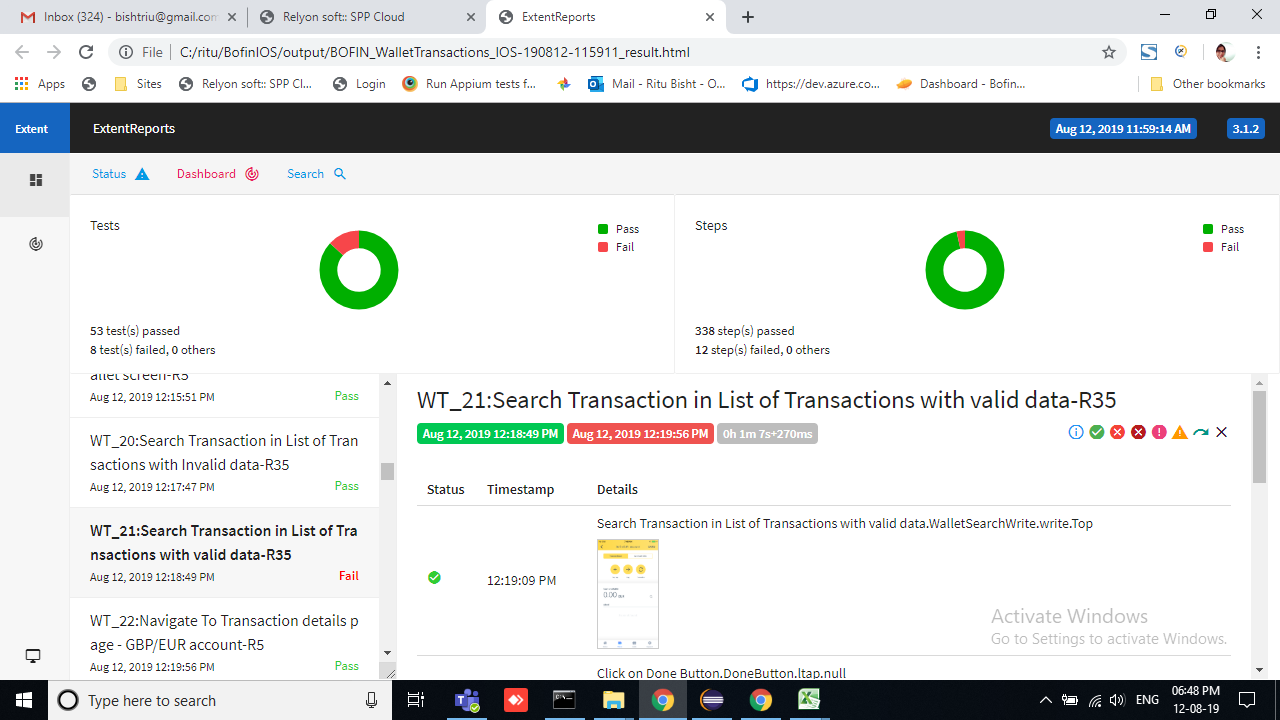 Inbox (324) - bishtriu@gmail.com
Relyon soft:: SPP Cloud
ExtentReports
File
C:/ritu/BofinIOS/output/BOFIN_WalletTransactions_IOS-190812-115911_result.html
Apps
Sites
Relyon soft:: SPP Cl...
Login
Run Appium tests f...
Mail - Ritu Bisht - O...
https://dev.azure.co...
Dashboard - Bofin...
Other bookmarks
Extent
ExtentReports
Aug 12, 2019 11:59:14 AM
3.1.2
Status
Dashboard
Search
Tests
Pass
Fail
53 test(s) passed
8 test(s) failed, 0 others
Steps
Pass
Fail
338 step(s) passed
12 step(s) failed, 0 others
allet screen-R5
Aug 12, 2019 12:15:51 PM
Pass
WT_20:Search Transaction in List of Tran
sactions with Invalid data-R35
Aug 12, 2019 12:17:47 PM
Pass
WT_21:Search Transaction in List of Tra
nsactions with valid data-R35
Aug 12, 2019 12:18:49 PM
Fail
WT_22:Navigate To Transaction details p
age - GBP/EUR account-R5
Aug 12, 2019 12:19:56 PM
Pass
WT_21:Search Transaction in List of Transactions with valid data-R35
Aug 12, 2019 12:18:49 PM
Aug 12, 2019 12:19:56 PM
0h 1m 7s+270ms
Status
Timestamp
Details
Search Transaction in List of Transactions with valid data.WalletSearchWrite.write.Top
12:19:09 PM
0.00
Click on Done Button.DoneButton.ltap.null
Activate Windows
Go to Settings to activate Windows.
Type here to search
ENG
06:48 PM
12-08-19